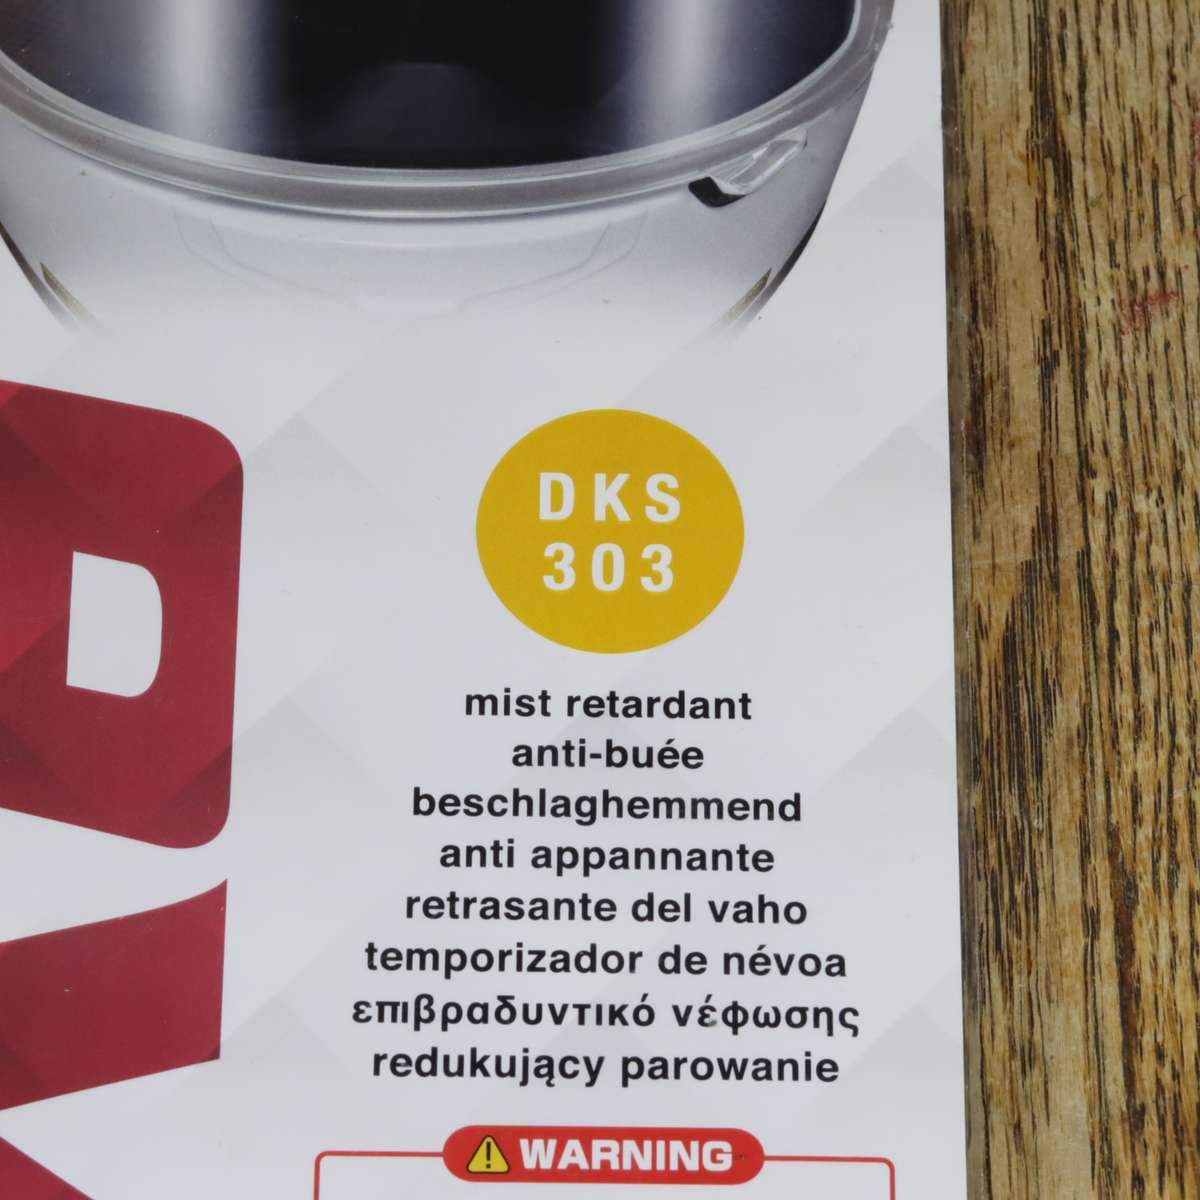 DKS
303
mist retardant
anti-buée
beschlaghemmend
anti appannante
retrasante del vaho
temporizador de névoa
επιβραδυντικό νέφωσης
redukujący parowanie
WARNING